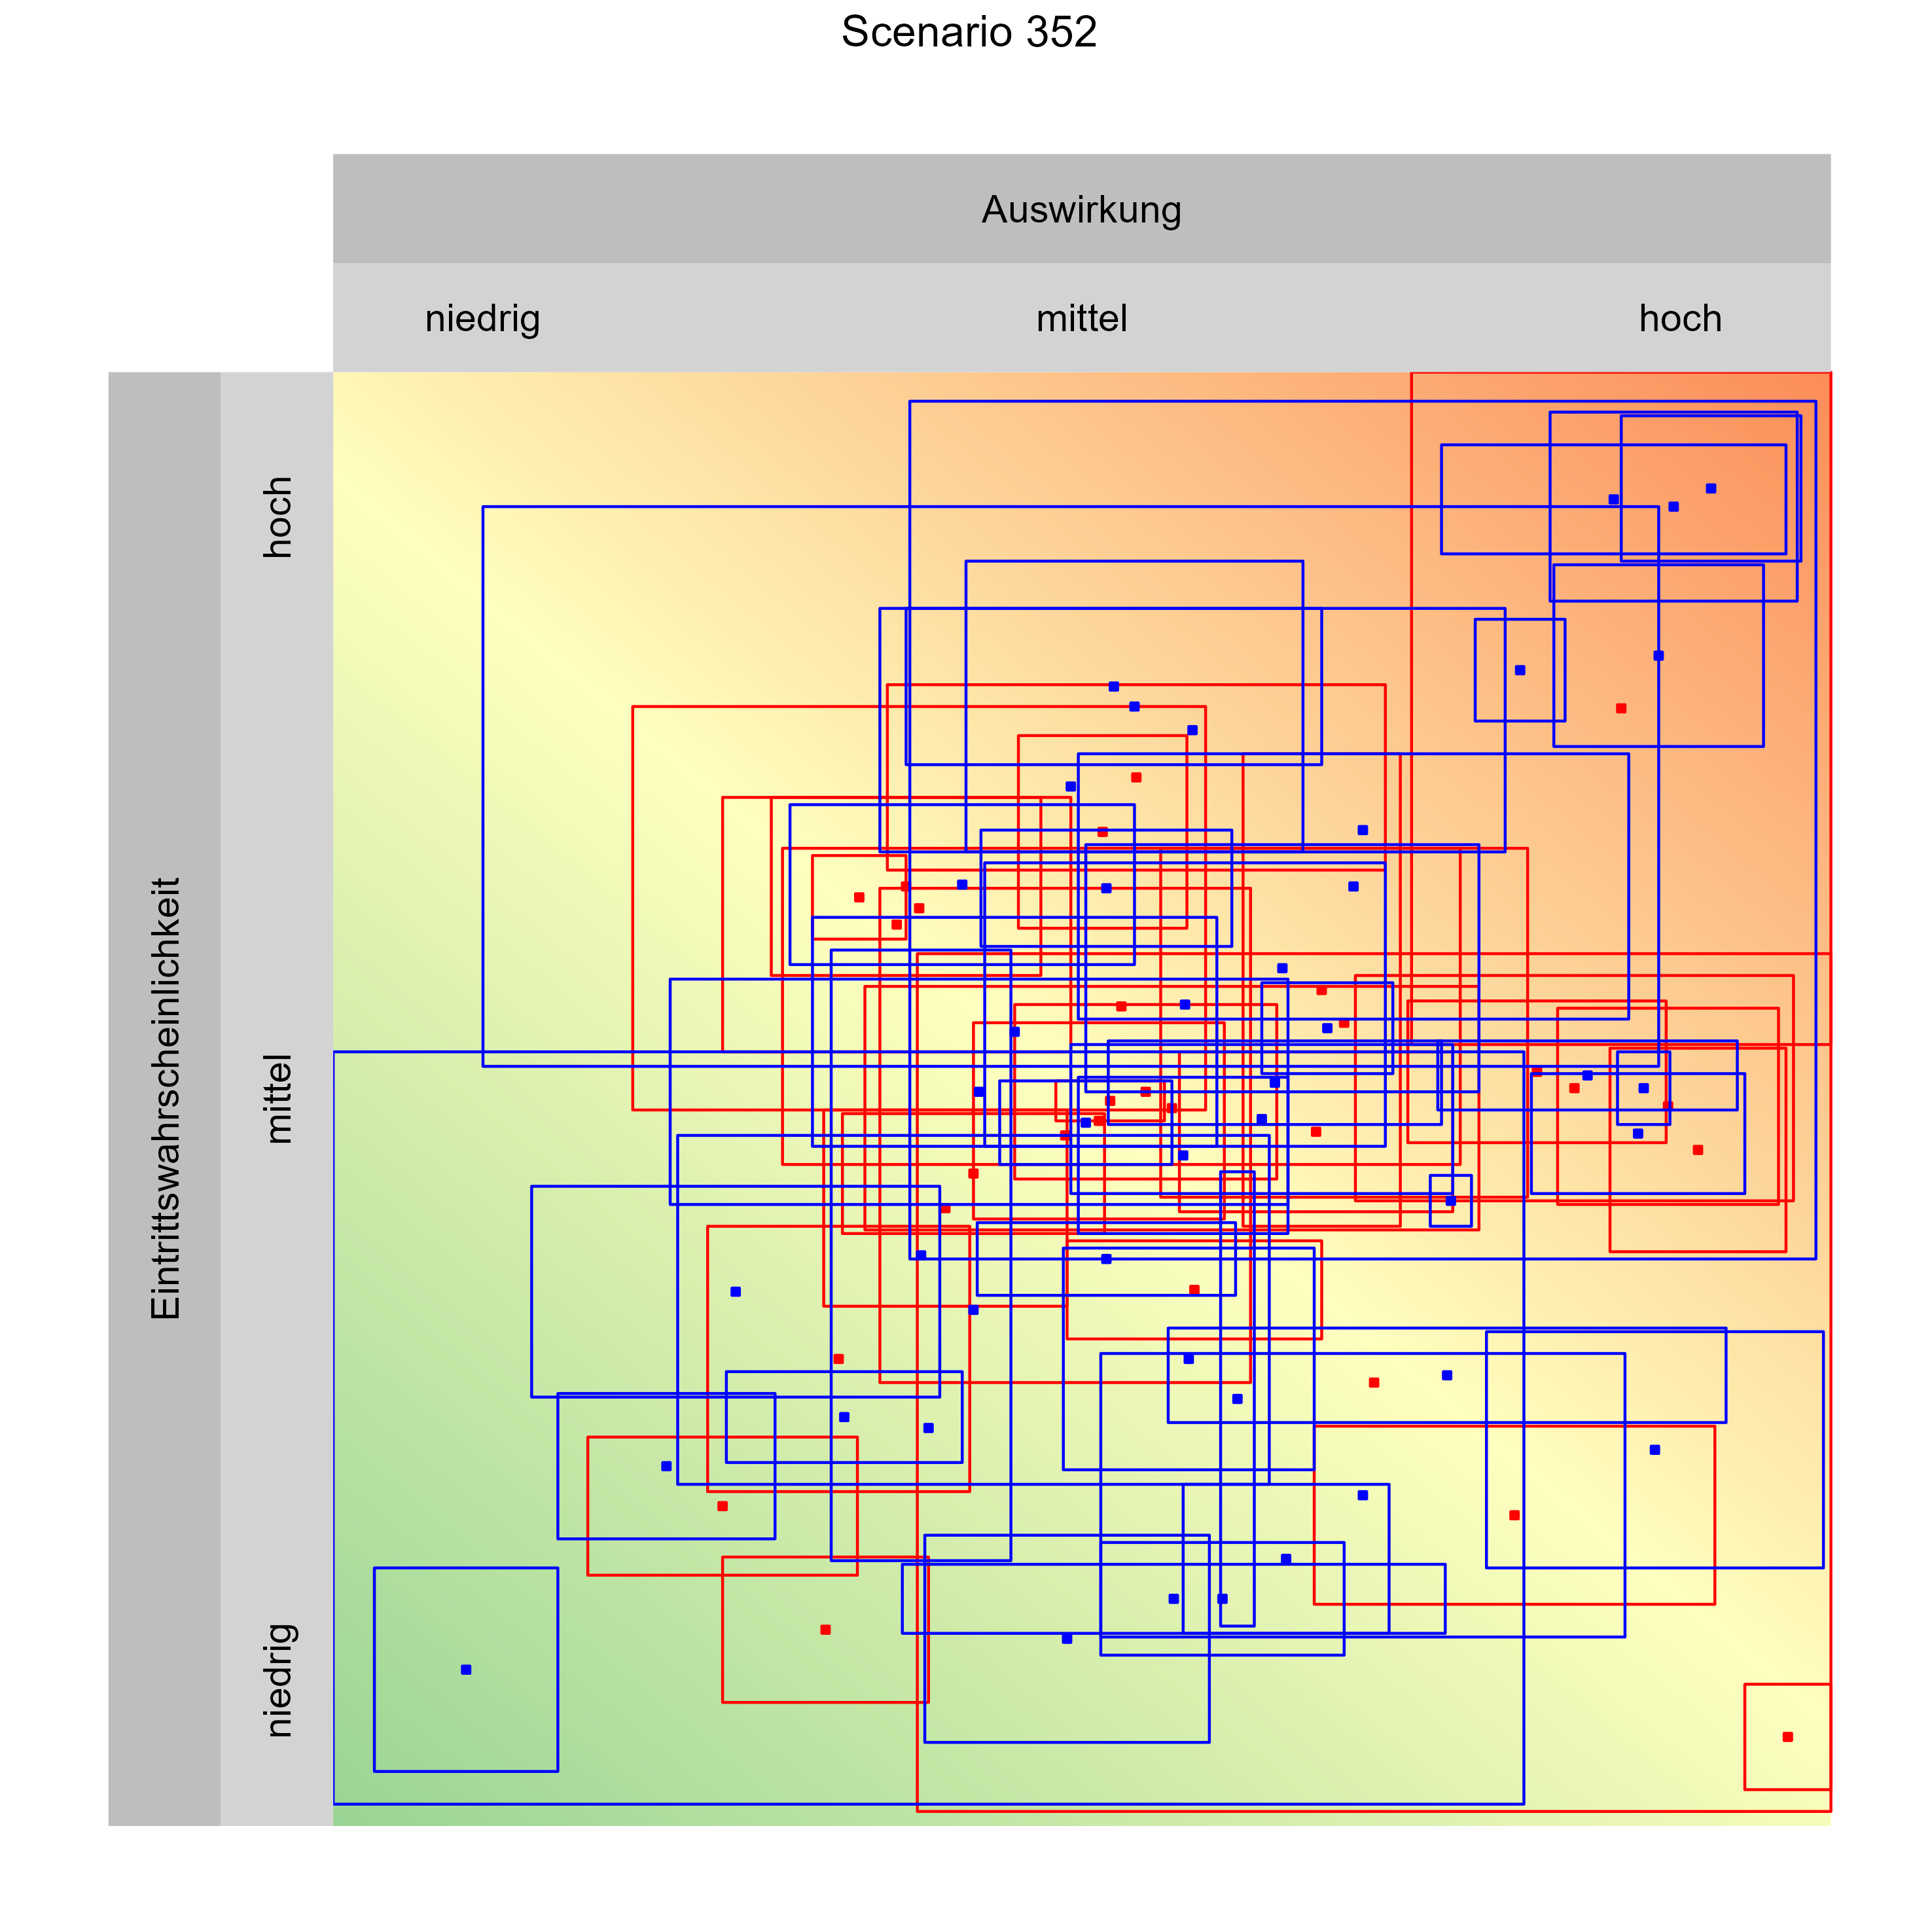 Scenario 352
Auswirkung
niedrig
mittel
hoch
Eintrittswahrscheinlichkeit
hoch
mittel
niedrig